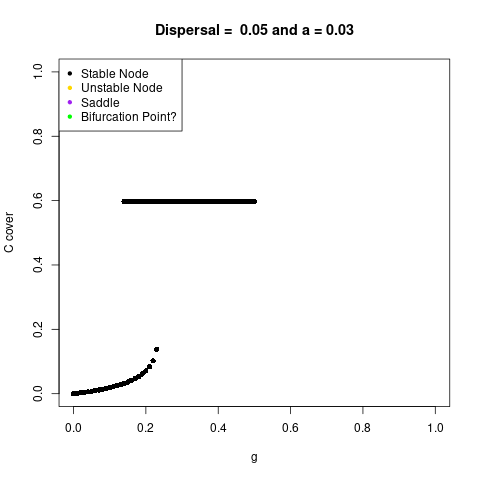 Dispersal =  0.05 and a = 0.03
Stable Node
Unstable Node
Saddle
Bifurcation Point?
C cover
1.0
0.8
0.6
0.4
0.2
0.0
0.0 0.2 0.4 0.6 0.8 1.0
g